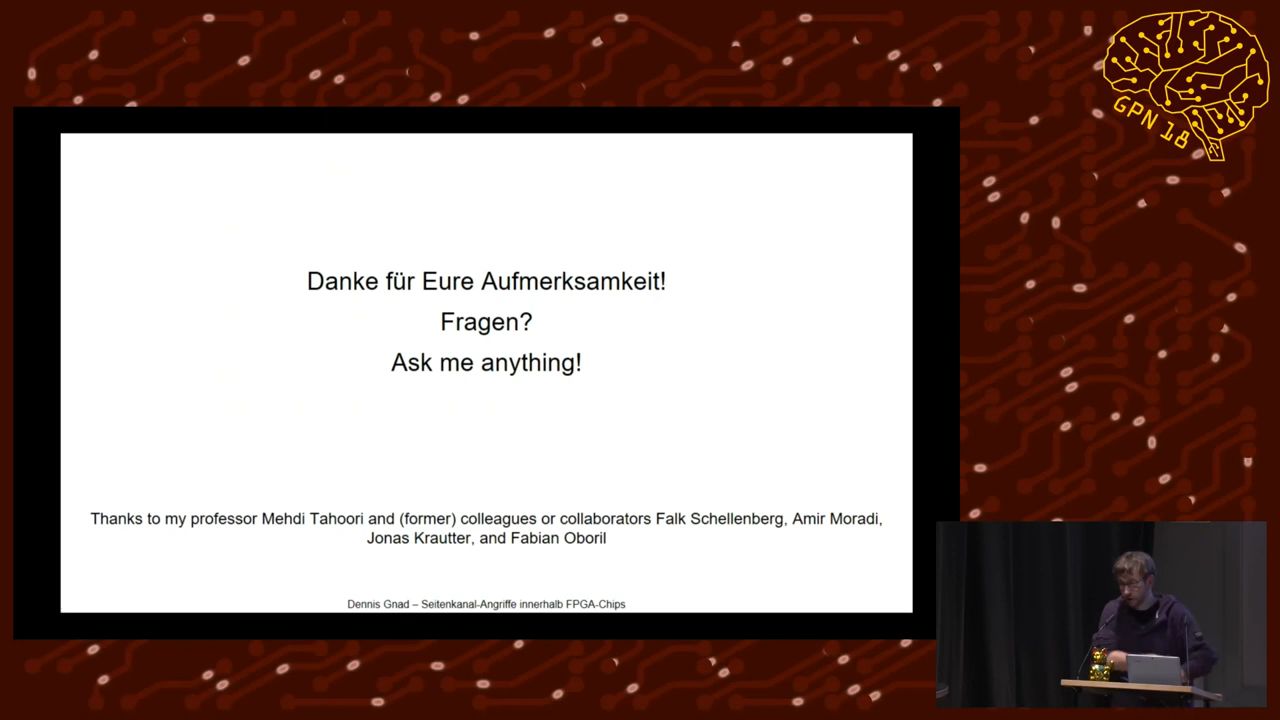 GPN 18
Danke für Eure Aufmerksamkeit!
Fragen?
Ask me anything!
Thanks to my professor Mehdi Tahoori and (former) colleagues or collaborators Falk Schellenberg, Amir Moradi,
Jonas Krautter, and Fabian Oboril
Dennis Gnad – Seitenkanal-Angriffe innerhalb FPGA-Chips